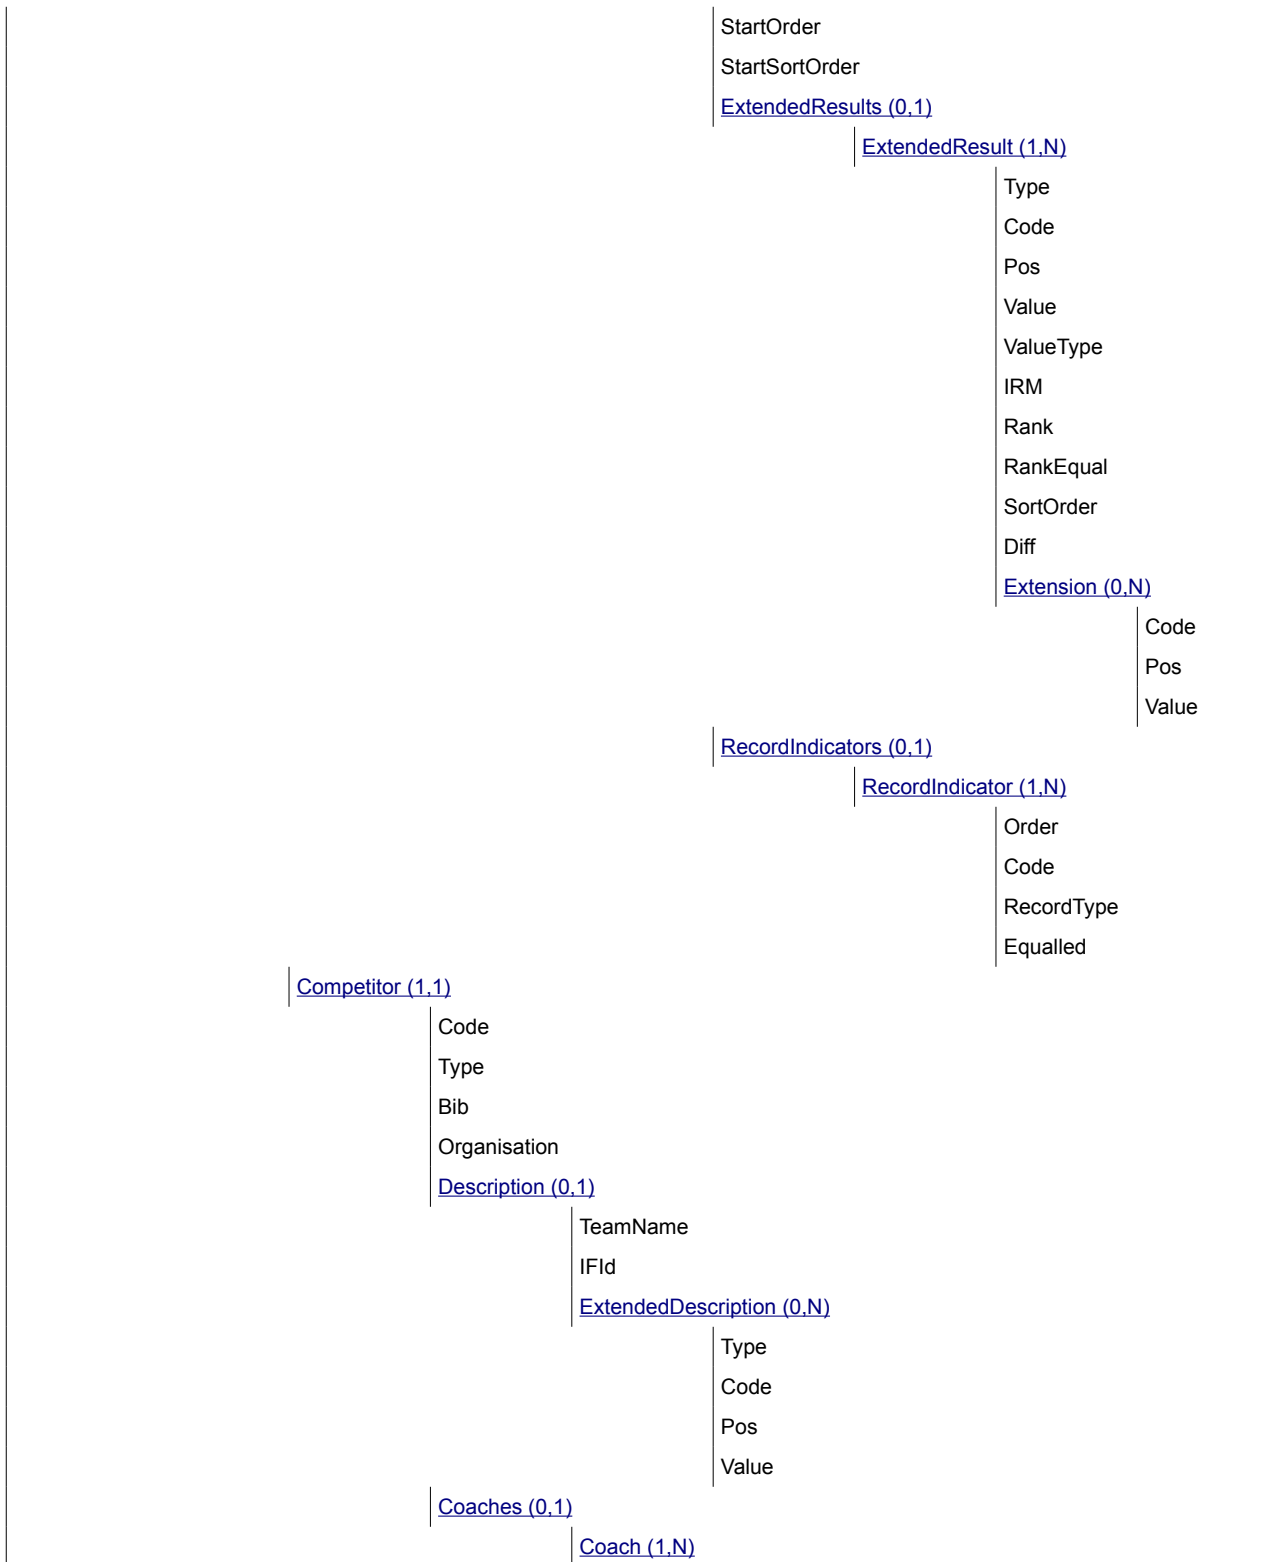 StartOrder
StartSortOrder
ExtendedResults (0,1)
ExtendedResult (1,N)
Type
Code
Pos
Value
ValueType
IRM
Rank
RankEqual
SortOrder
Diff
Extension (0,N)
Code
Pos
Value
RecordIndicators (0,1)
RecordIndicator (1,N)
Order
Code
RecordType
Equalled
Competitor (1,1)
Code
Type
Bib
Organisation
Description (0,1)
TeamName
IFId
ExtendedDescription (0,N)
Type
Code
Pos
Value
Coaches (0,1)
Coach (1,N)